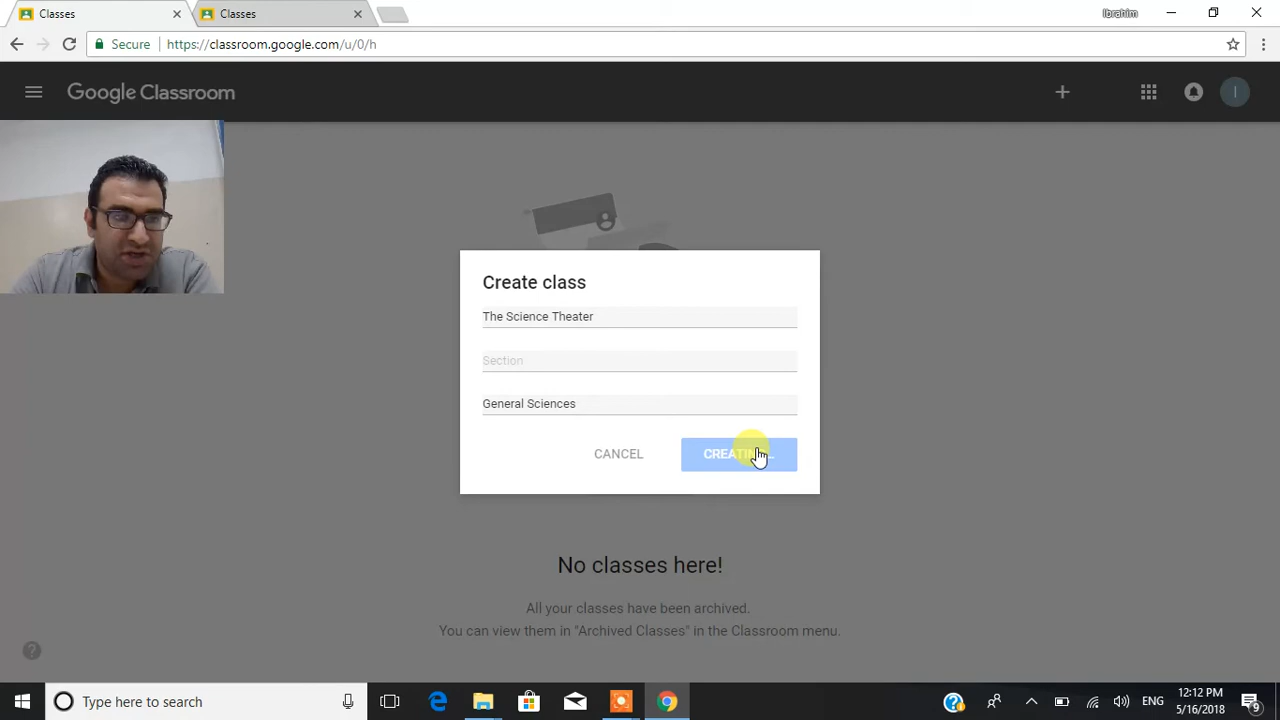 Classes
Classes
Ibrahim
Secure
https://classroom.google.com/u/0/h
Google Classroom
I
Create class
The Science Theater
Section
General Sciences
CANCEL
No classes here!
All your classes have been archived.
You can view them in "Archived Classes" in the Classroom menu.
Type here to search
ENG
12:12 PM
5/16/2018
9